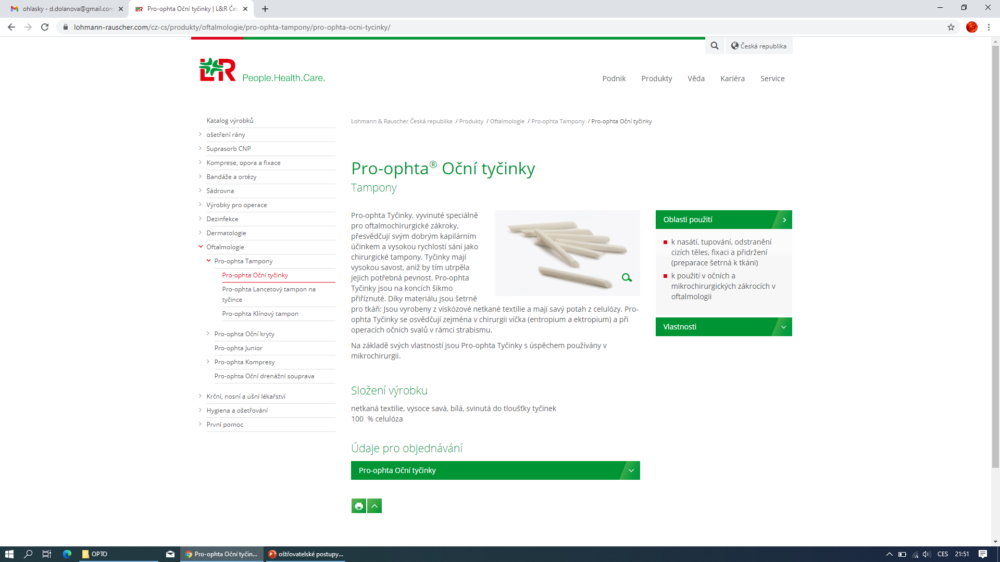 ohlasky - d.dolanova@gmail.com
Pro-ophta Oční tyčinky | L&R Čes
lohmann-rauscher.com/cz-cs/produkty/oftalmologie/pro-ophta-tampony/pro-ophta-ocni-tycinky/
Česká republika
L&R People.Health.Care.
Podnik Produkty Věda Kariéra Service
Katalog výrobků
ošetření rány
Suprasorb CNP
Komprese, opora a fixace
Bandáže a ortézy
Sádrovna
Výrobky pro operace
Dezinfekce
Dermatologie
Oftalmologie
Pro-ophta Tampony
Pro-ophta Oční tyčinky
Pro-ophta Lancetový tampon na
tyčince
Pro-ophta Klínový tampon
Pro-ophta Oční kryty
Pro-ophta Junior
Pro-ophta Kompresy
Pro-ophta Oční drenážní souprava
Krční, nosní a ušní lékařství
Hygiena a ošetřování
První pomoc
Lohmann & Rauscher Česká republika / Produkty / Oftalmologie / Pro-ophta Tampony / Pro-ophta Oční tyčinky
Pro-ophta® Oční tyčinky
Tampony
Pro-ophta Tyčinky, vyvinuté speciálně
pro oftalmochirurgické zákroky,
přesvědčují svým dobrým kapilárním
účinkem a vysokou rychlostí sání jako
chirurgické tampony. Tyčinky mají
vysokou savost, aniž by tím utrpěla
jejich potřebná pevnost. Pro-ophta
Tyčinky jsou na koncích šikmo
přiříznuté. Díky materiálu jsou šetrné
pro tkáň: Jsou vyrobeny z viskózové netkané textilie a mají savý potah z celulózy. Pro-
ophta Tyčinky se osvědčují zejména v chirurgii víčka (entropium a ektropium) a při
operacích očních svalů v rámci strabismu.
Na základě svých vlastností jsou Pro-ophta Tyčinky s úspěchem používány v
mikrochirurgii.
Složení výrobku
netkaná textilie, vysoce savá, bílá, svinutá do tloušťky tyčinek
100 % celulóza
Údaje pro objednávání
Pro-ophta Oční tyčinky
Oblasti použití
k nasátí, tupování, odstranění
cizích těles, fixaci a přidržení
(preparace šetrná k tkáni)
k použití v očních a
mikrochirurgických zákrocích v
oftalmologii
Vlastnosti
OPTO
Pro-ophta Oční tyčin...
oštřovatelské postupy...
CES
21:51